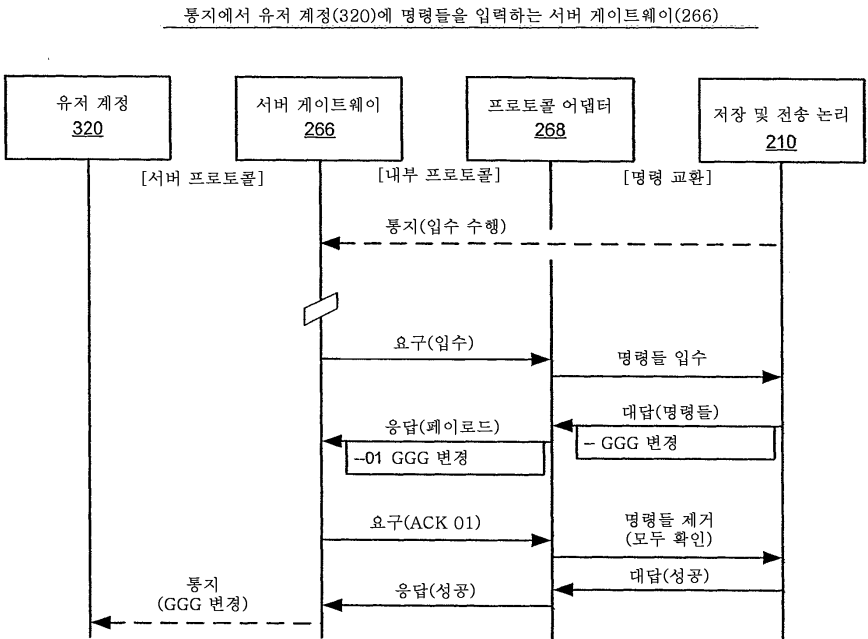 통지에서 유저 계정(320)에 명령들을 입력하는 서버 게이트웨이(266)
유저 계정
320
서버 게이트웨이
266
프로토콜 어댑터
268
저장 및 전송 논리
210
[서버 프로토콜]
[내부 프로토콜]
[명령 교환]
통지(입수 수행)
요구(입수)
명령들 입수
대답(명령들)
– GGG 변경
응답(페이로드)
--01 GGG 변경
요구(ACK 01)
명령들 제거
(모두 확인)
대답(성공)
응답(성공)
통지
(GGG 변경)